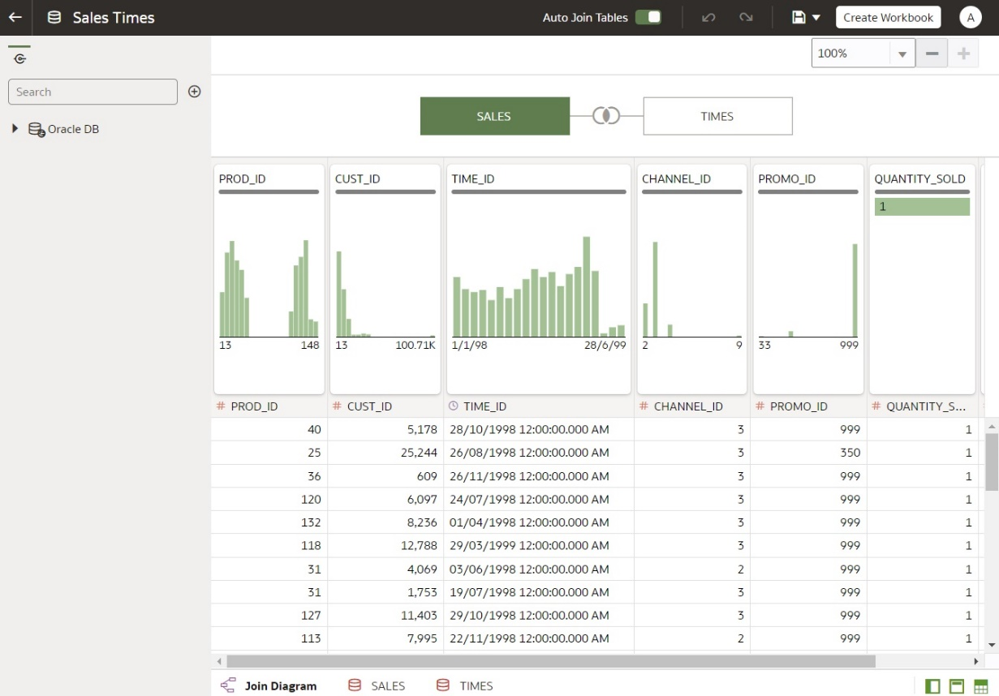 Sales Times
Auto Join Tables
Create Workbook
A
100%
Search
Oracle DB
SALES
TIMES
PROD_ID CUST_ID TIME_ID CHANNEL_ID PROMO_ID QUANTITY_SOLD
1
13 148 13 100.71K 1/1/98 28/6/99 2 9 33 999
# PROD_ID # CUST_ID TIME_ID # CHANNEL_ID # PROMO_ID # QUANTITY_S...
40 5,178 28/10/1998 12:00:00.000 AM 3 999 1
25 25,244 26/08/1998 12:00:00.000 AM 3 350 1
36 609 26/11/1998 12:00:00.000 AM 3 999 1
120 6,097 24/07/1998 12:00:00.000 AM 3 999 1
132 8,236 01/04/1998 12:00:00.000 AM 3 999 1
118 12,788 29/03/1999 12:00:00.000 AM 3 999 1
31 4,069 03/06/1998 12:00:00.000 AM 2 999 1
31 1,753 19/07/1998 12:00:00.000 AM 3 999 1
127 11,403 29/10/1998 12:00:00.000 AM 3 999 1
113 7,995 22/11/1998 12:00:00.000 AM 2 999 1
Join Diagram SALES TIMES